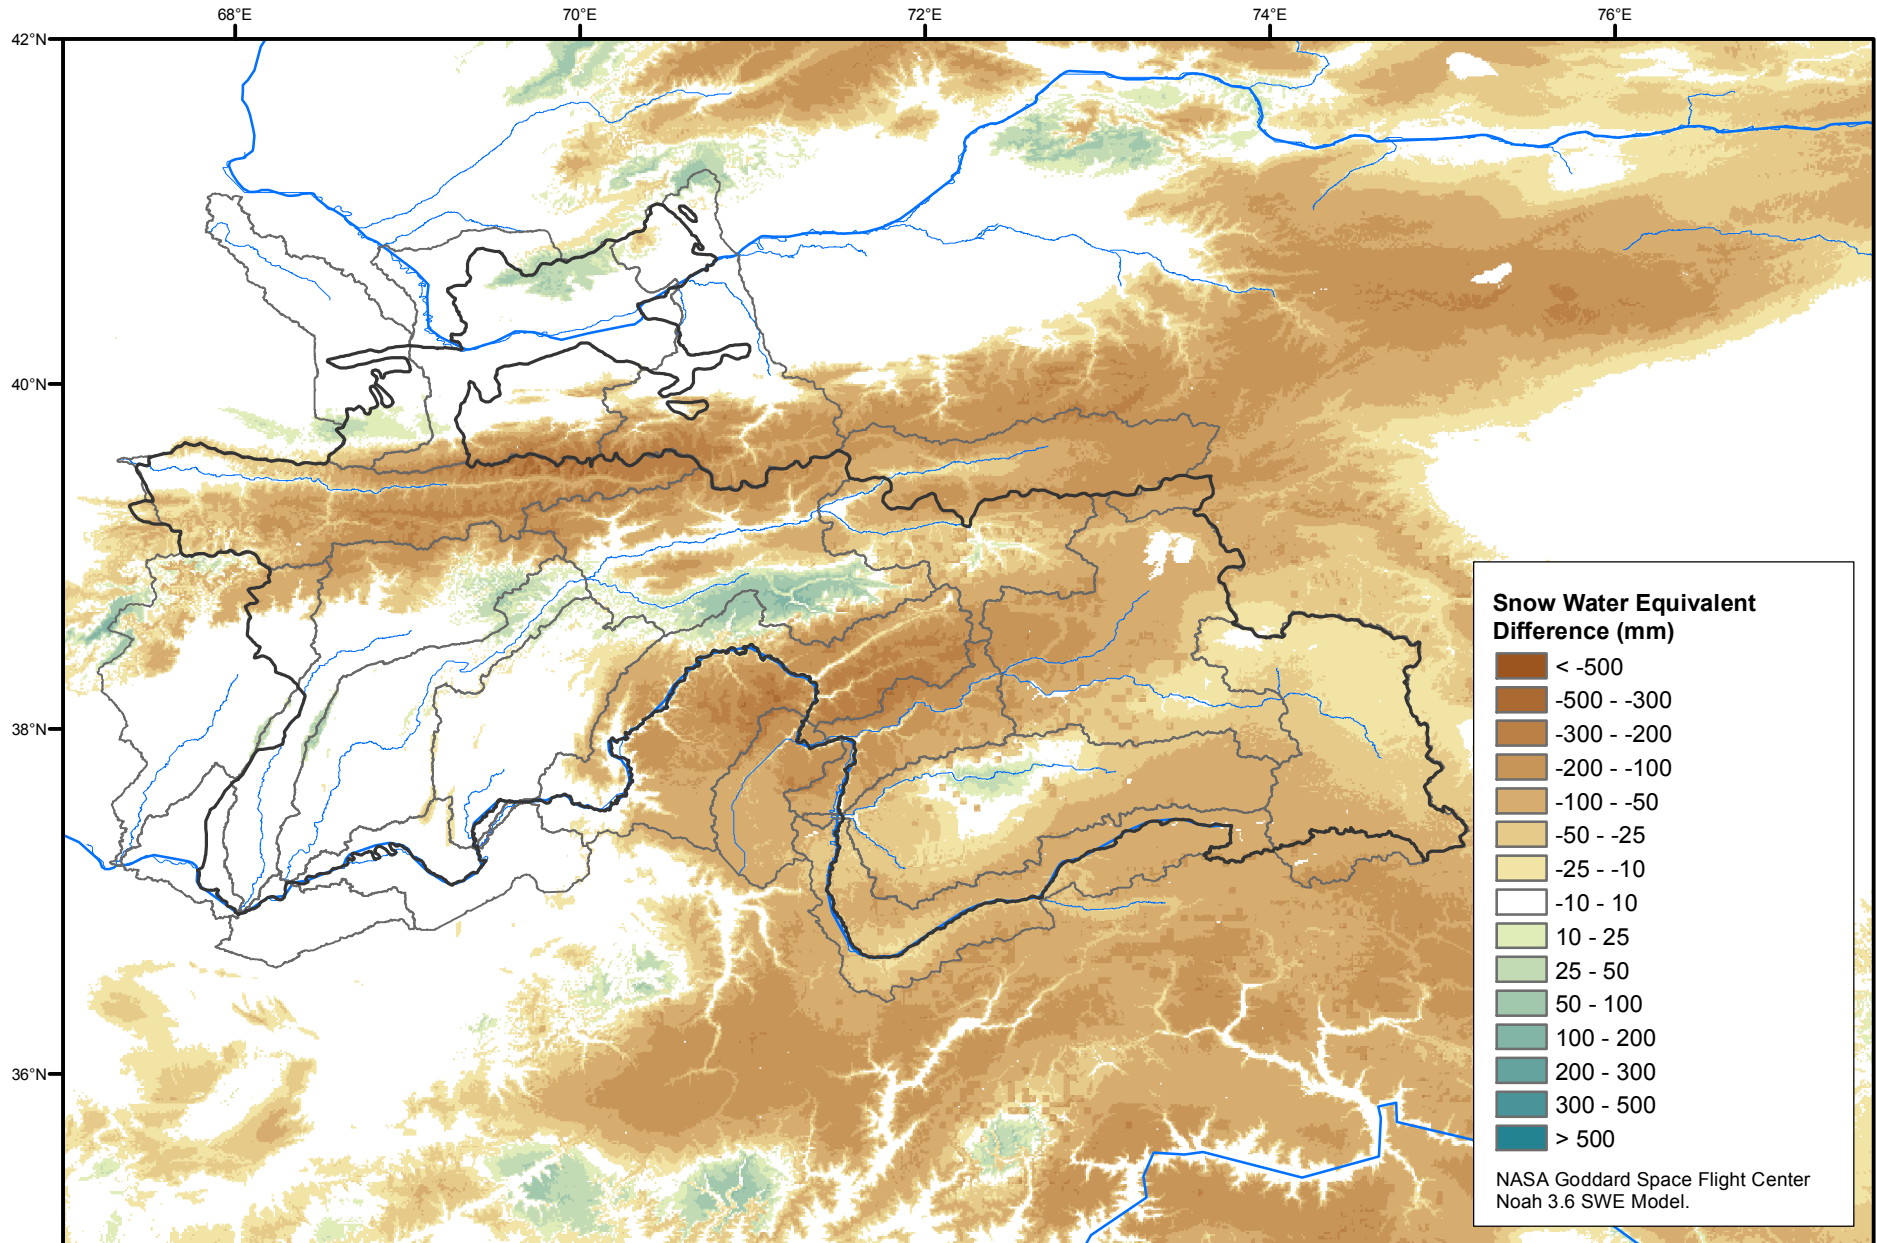 68°E
70°E
72°E
74°E
76°E
42°N
40°N
38°N
36°N
Snow Water Equivalent
Difference (mm)
< -500
-500 - -300
-300 - -200
-200 - -100
-100 - -50
-50 - -25
-25 - -10
-10 - 10
10 - 25
25 - 50
50 - 100
100 - 200
200 - 300
300 - 500
> 500
NASA Goddard Space Flight Center
Noah 3.6 SWE Model.